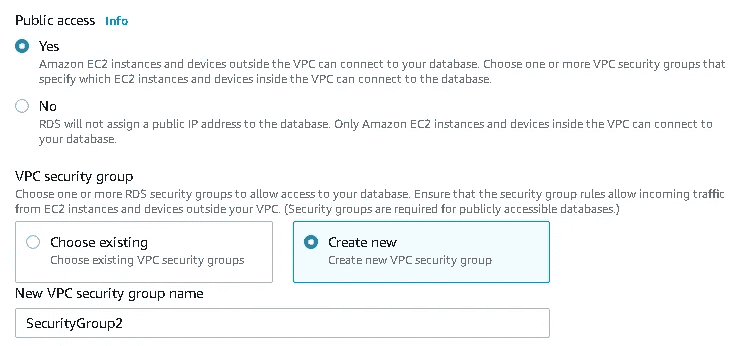 Public access Info
Yes
Amazon EC2 instances and devices outside the VPC can connect to your database. Choose one or more VPC security groups that
specify which EC2 instances and devices inside the VPC can connect to the database.
No
RDS will not assign a public IP address to the database. Only Amazon EC2 instances and devices inside the VPC can connect to
your database.
VPC security group
Choose one or more RDS security groups to allow access to your database. Ensure that the security group rules allow incoming traffic
from EC2 instances and devices outside your VPC. (Security groups are required for publicly accessible databases.)
Choose existing
Choose existing VPC security groups
Create new
Create new VPC security group
New VPC security group name
SecurityGroup2